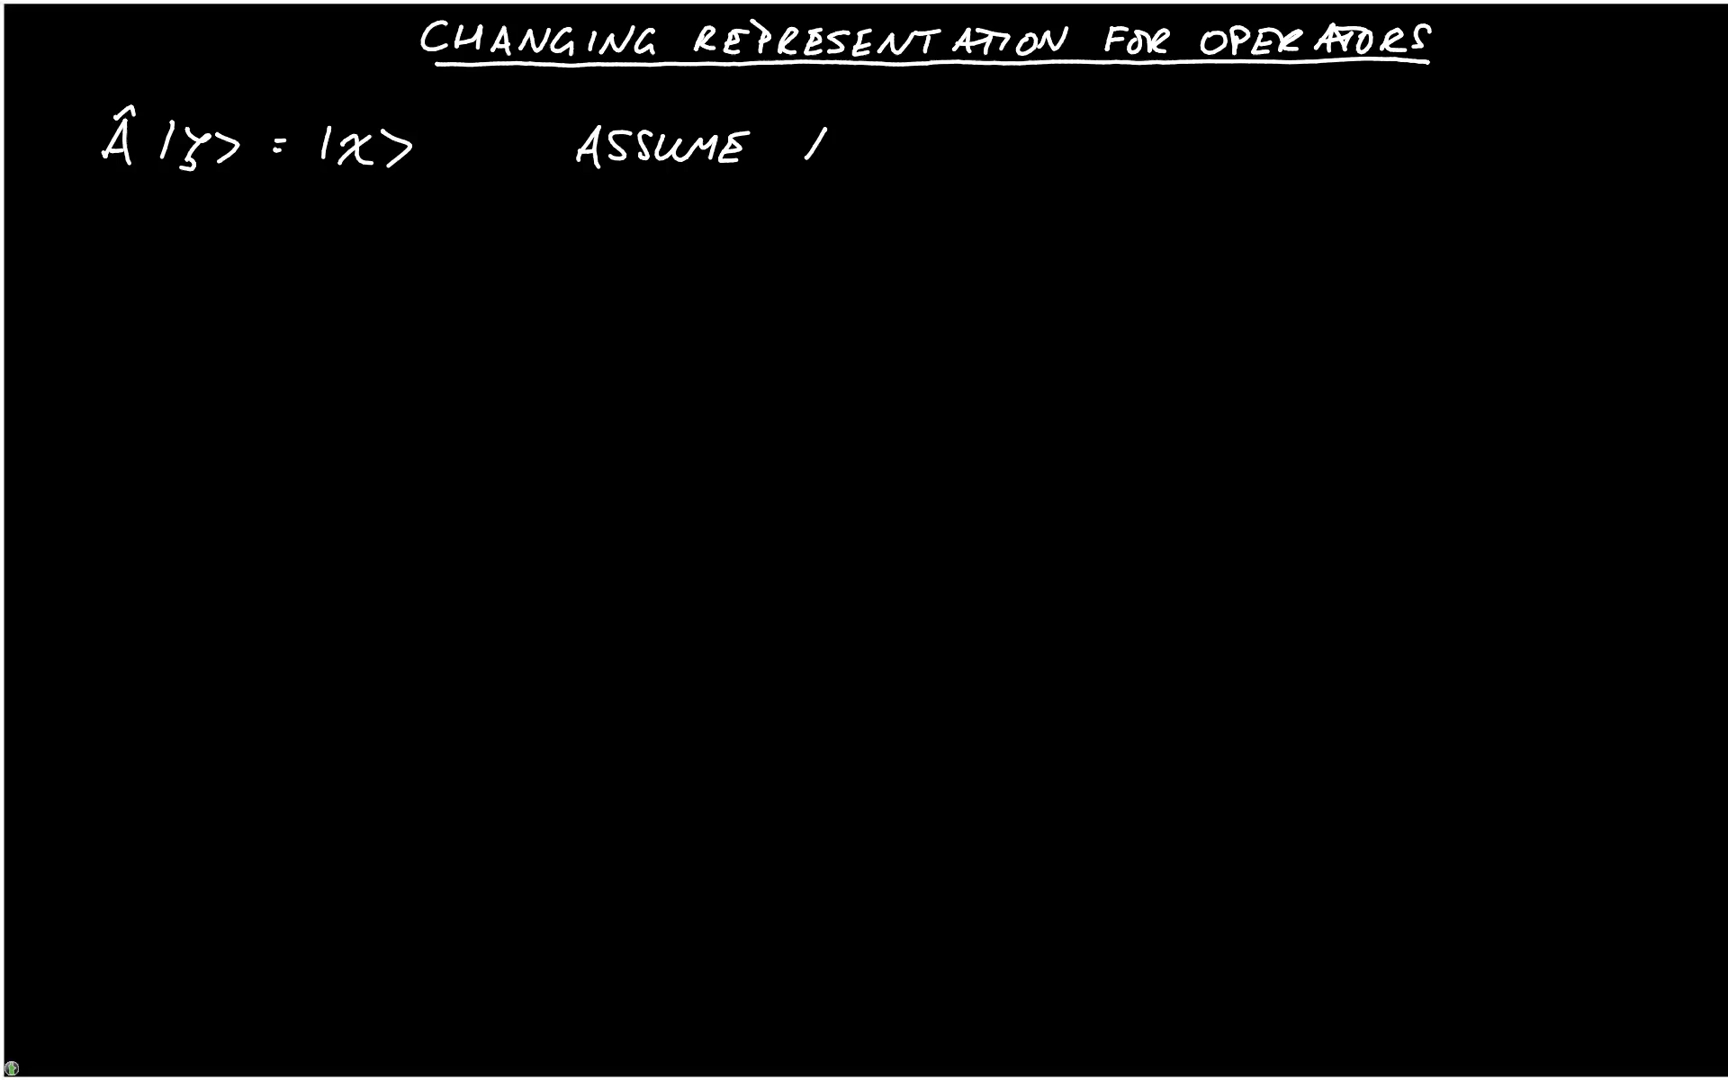 CHANGING REPRESENTATION FOR OPERATORS
Â |ξ> = |χ> ASSUME |